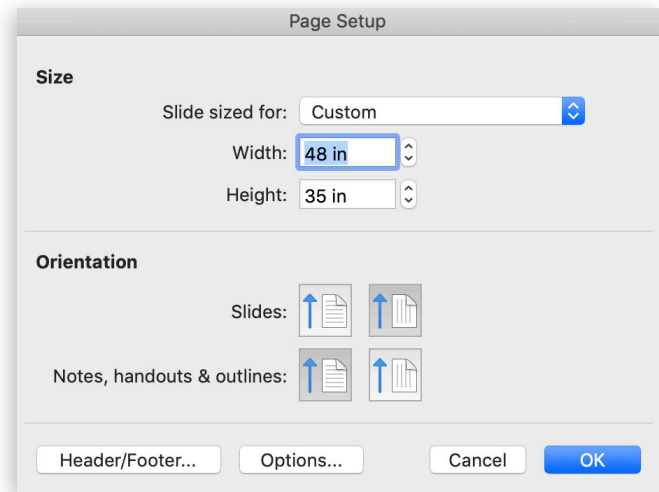 Page Setup
Size
Slide sized for: Custom
Width: 48 in
Height: 35 in
Orientation
Slides:
Notes, handouts & outlines:
Header/Footer... Options... Cancel OK